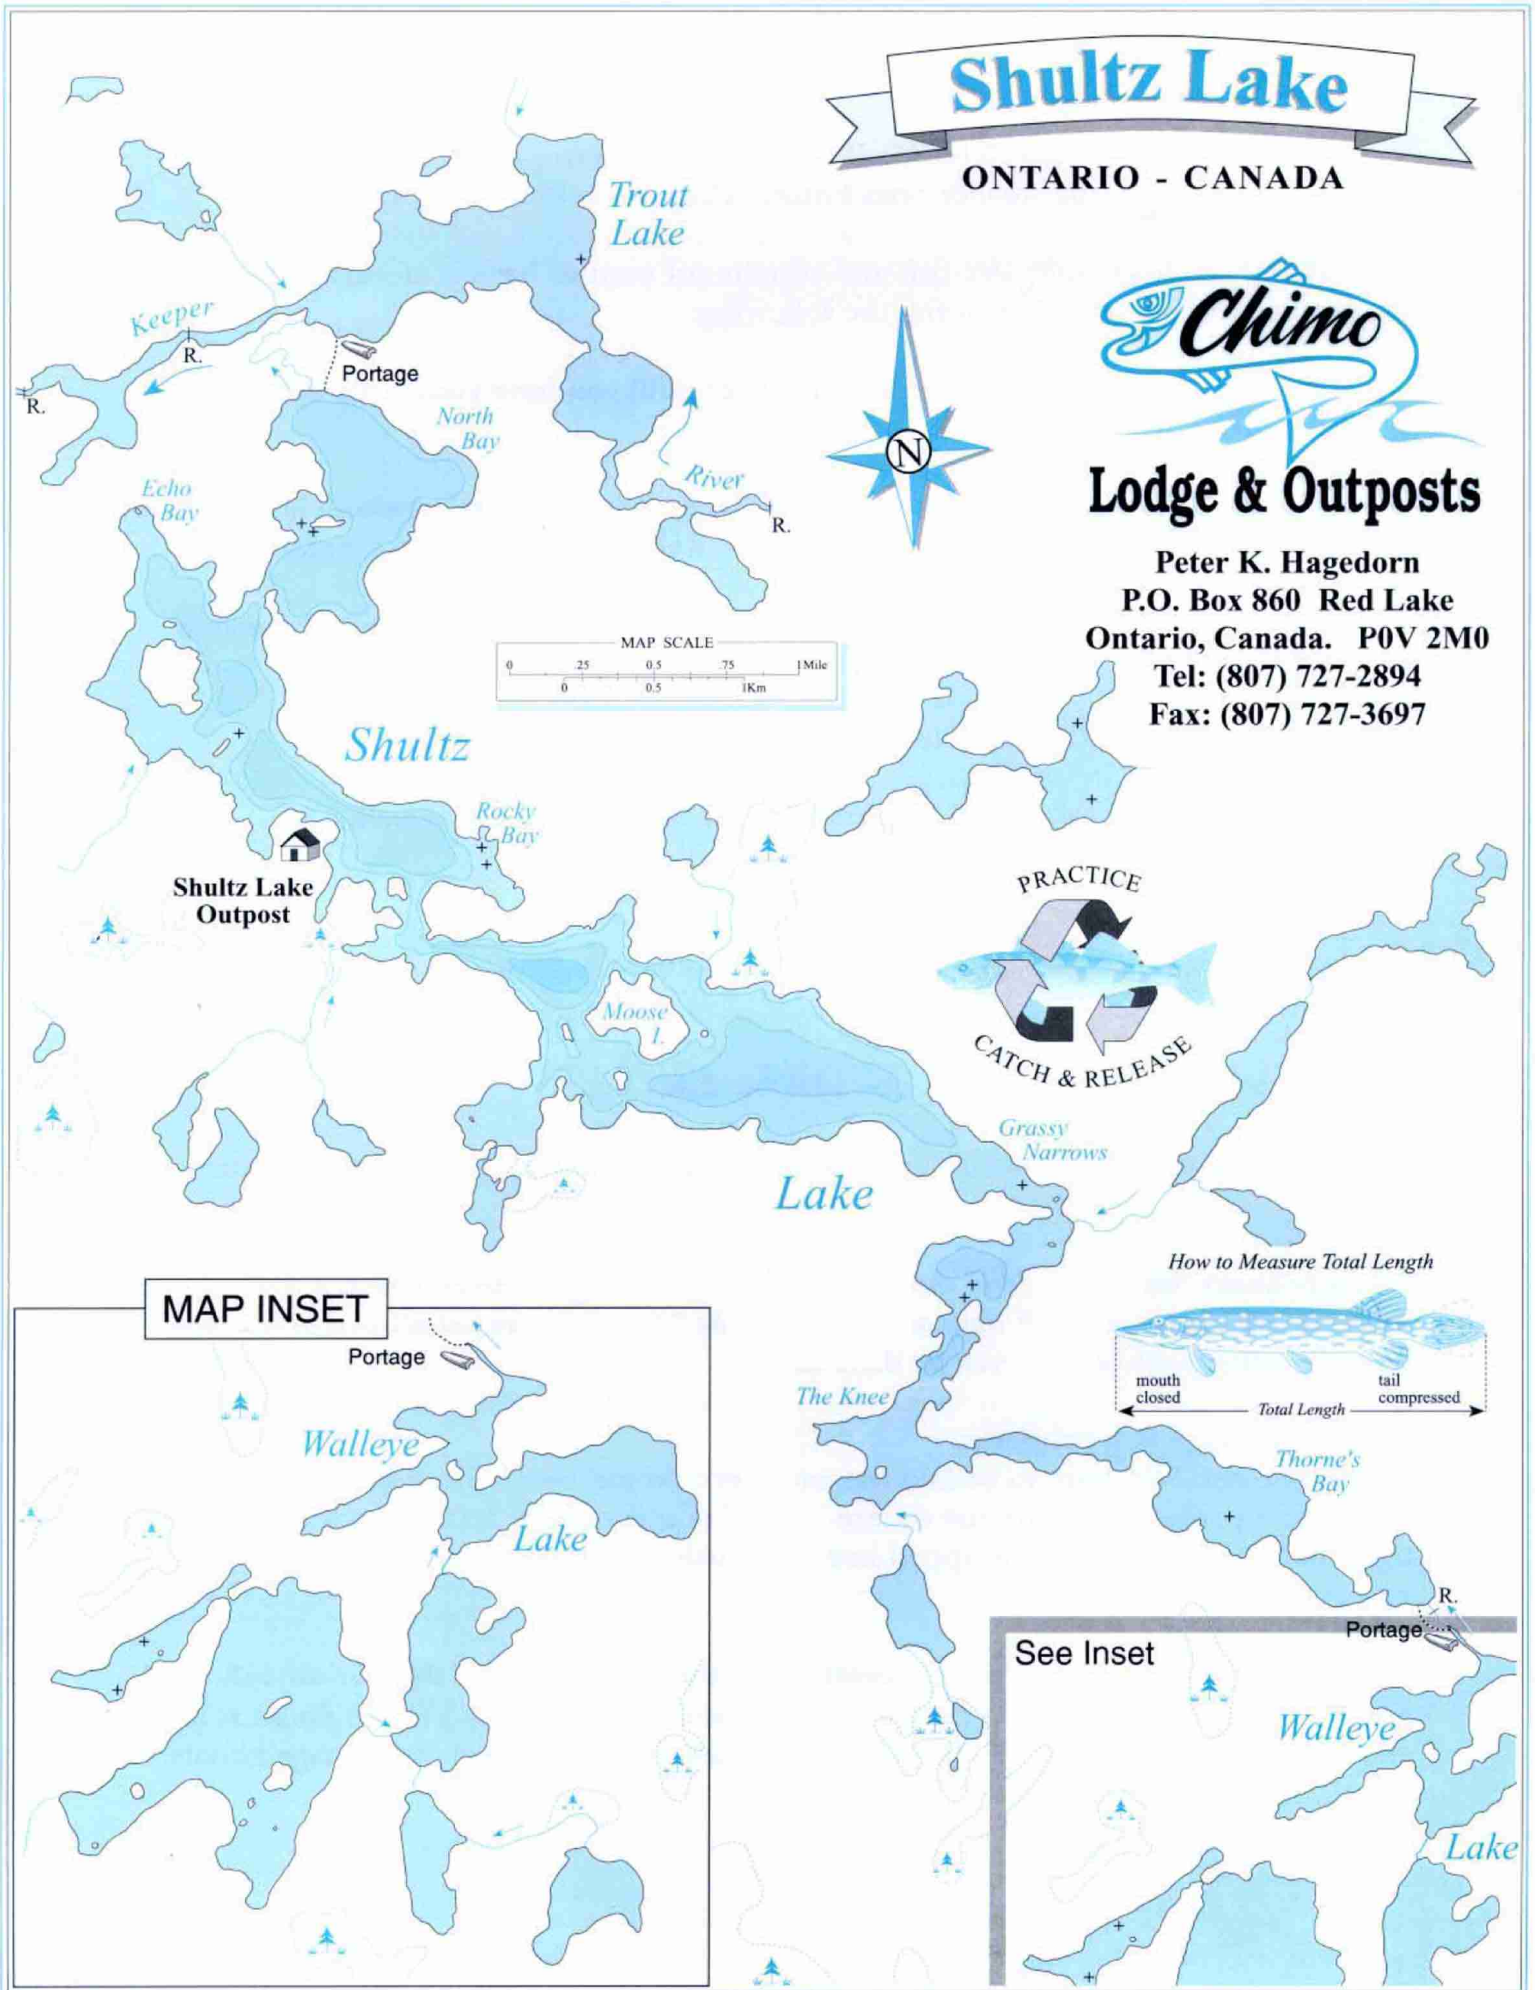 Shultz Lake
ONTARIO - CANADA
Chimo
Lodge & Outposts
Peter K. Hagedorn
P.O. Box 860 Red Lake
Ontario, Canada. P0V 2M0
Tel: (807) 727-2894
Fax: (807) 727-3697
N
Trout
Lake
Keeper
R.
R.
Portage
North
Bay
River
R.
Echo
Bay
MAP SCALE
0 .25 0.5 .75 1 Mile
0 0.5 1Km
Shultz
Rocky
Bay
Shultz Lake
Outpost
PRACTICE
CATCH & RELEASE
Moose
I.
Grassy
Narrows
Lake
How to Measure Total Length
mouth
closed
tail
compressed
Total Length
The Knee
Thorne's
Bay
R.
Portage
See Inset
Walleye
Lake
MAP INSET
Portage
Walleye
Lake